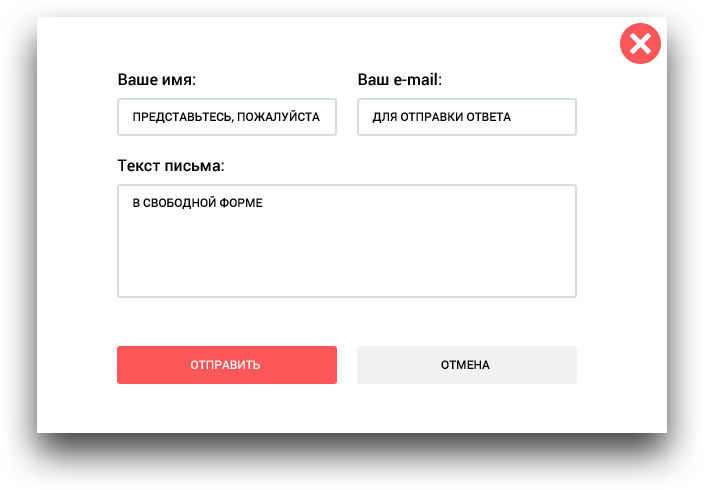 Ваше имя:
Ваш e-mail:
ПРЕДСТАВЬТЕСЬ, ПОЖАЛУЙСТА
ДЛЯ ОТПРАВКИ ОТВЕТА
Текст письма:
В СВОБОДНОЙ ФОРМЕ
ОТПРАВИТЬ
ОТМЕНА